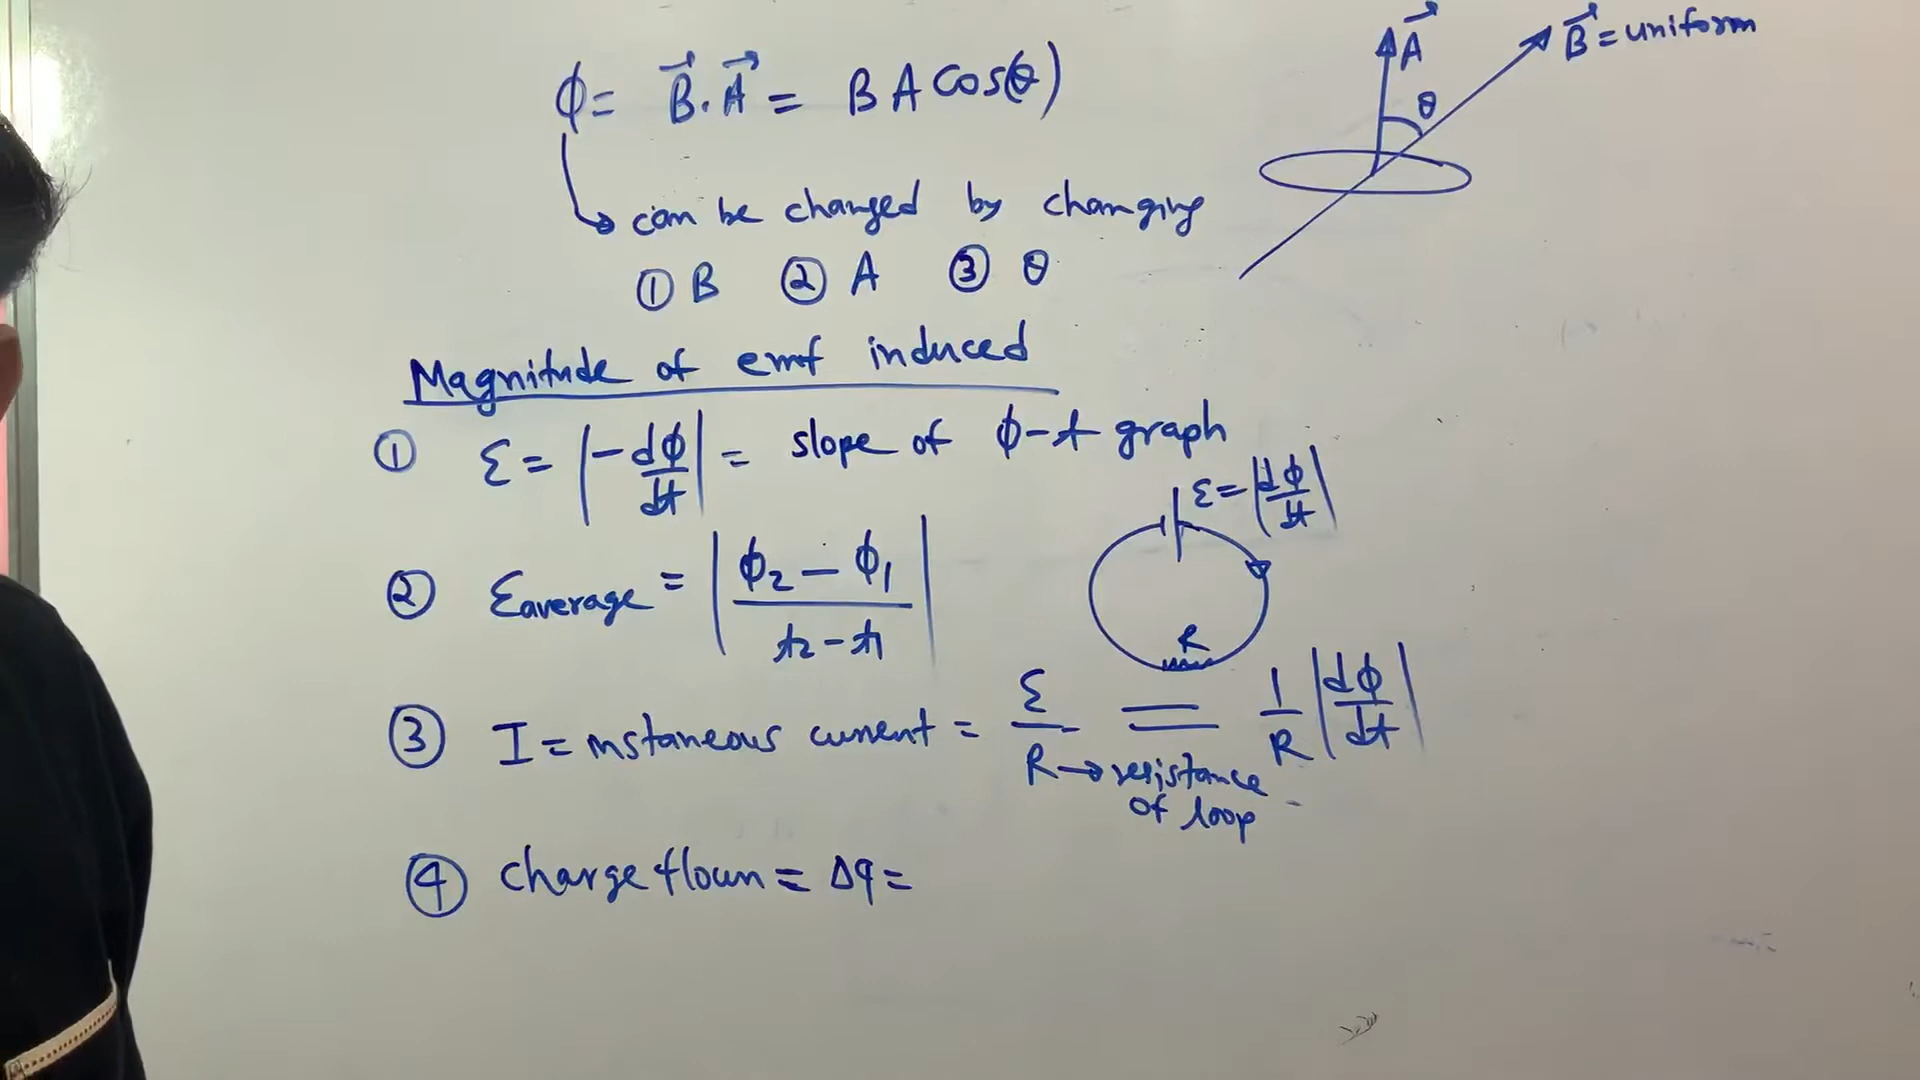 ϕ = B⃗.A⃗ = B A cos(θ)
A⃗
B⃗ = uniform
θ
can be changed by changing
① B ② A ③ θ
Magnitude of emf induced
① Ɛ = |-dϕ/dt| = slope of ϕ-t graph
Ɛ = |dϕ/dt|
② Ɛaverage = |ϕ2 - ϕ1 / t2 - t1|
R
③ I = instaneous current = Ɛ/R = 1/R |dϕ/dt|
R → resistance
of loop
④ Charge flown = Δq =